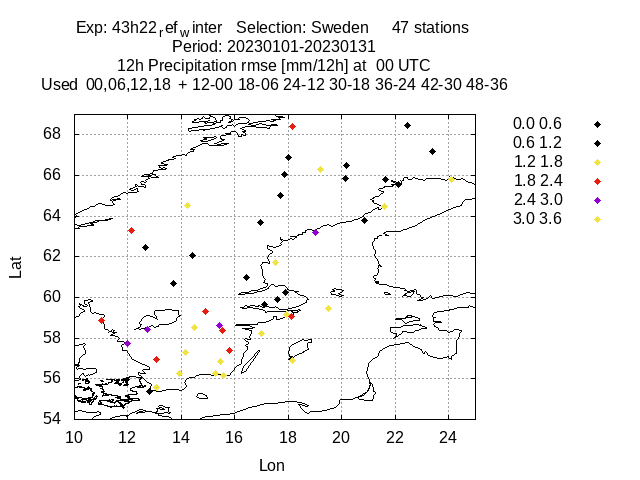 Exp: 43h22ref_winter Selection: Sweden 47 stations
Period: 20230101-20230131
12h Precipitation rmse [mm/12h] at 00 UTC
Used 00,06,12,18 + 12-00 18-06 24-12 30-18 36-24 42-30 48-36
0.0 0.6
0.6 1.2
1.2 1.8
1.8 2.4
2.4 3.0
3.0 3.6
68
66
64
62
60
58
56
54
Lat
10 12 14 16 18 20 22 24
Lon